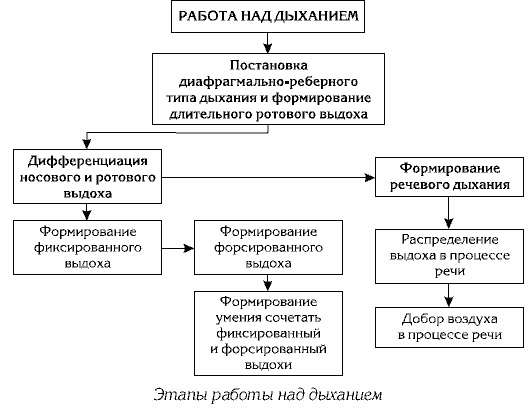 РАБОТА НАД ДЫХАНИЕМ
Постановка
диафрагмально-реберного
типа дыхания и формирование
длительного ротового выдоха
Дифференциация
носового и ротового
выдоха
Формирование
речевого дыхания
Формирование
фиксированного
выдоха
Формирование
форсированного
выдоха
Распределение
выдоха в процессе
речи
Формирование
умения сочетать
фиксированный
и форсированный
выдохи
Добор воздуха
в процессе речи
Этапы работы над дыханием